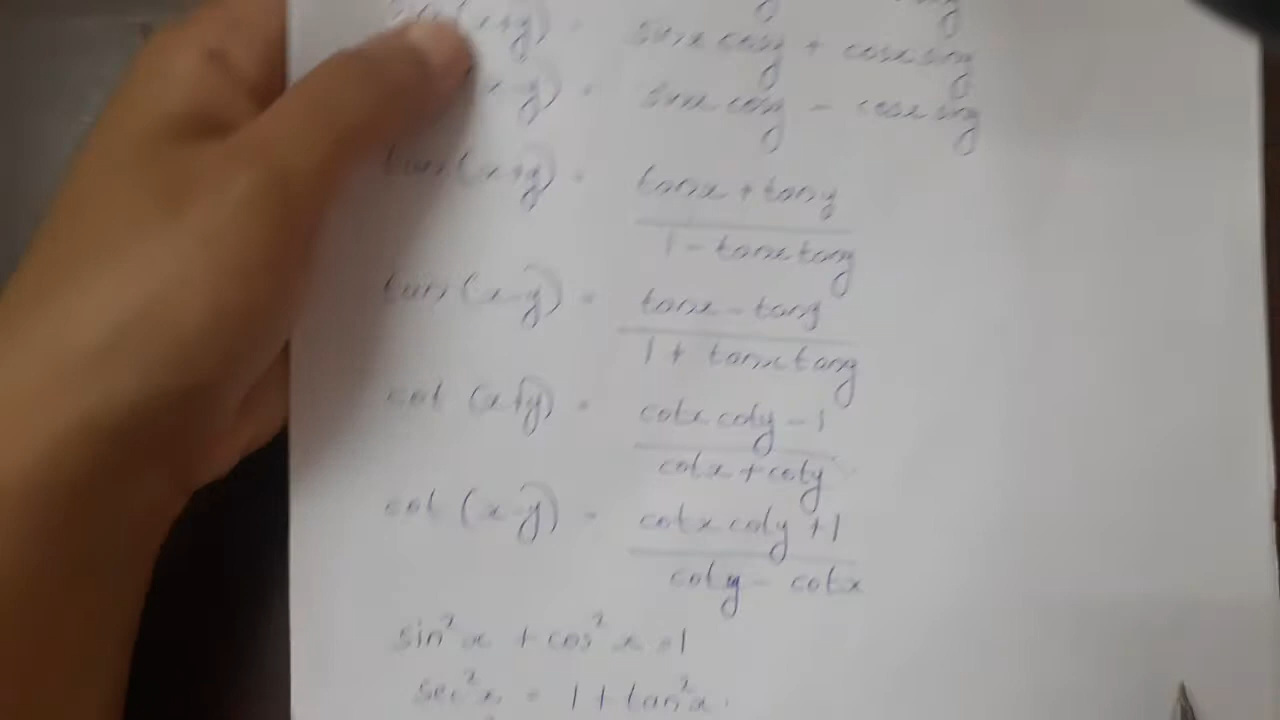 (x+y) = sinx cosy + cosx siny
x-y) = sinx cosy - cosx siny
tan(x+y) = tanx + tany
1 - tanx tany
tan(x-y) = tanx - tany
1 + tanx tany
cot (x+y) = cotx coty - 1
cotx + coty
cot (x-y) = cotx coty + 1
coty - cotx
sin²x + cos²x = 1
sec²x = 1 + tan²x